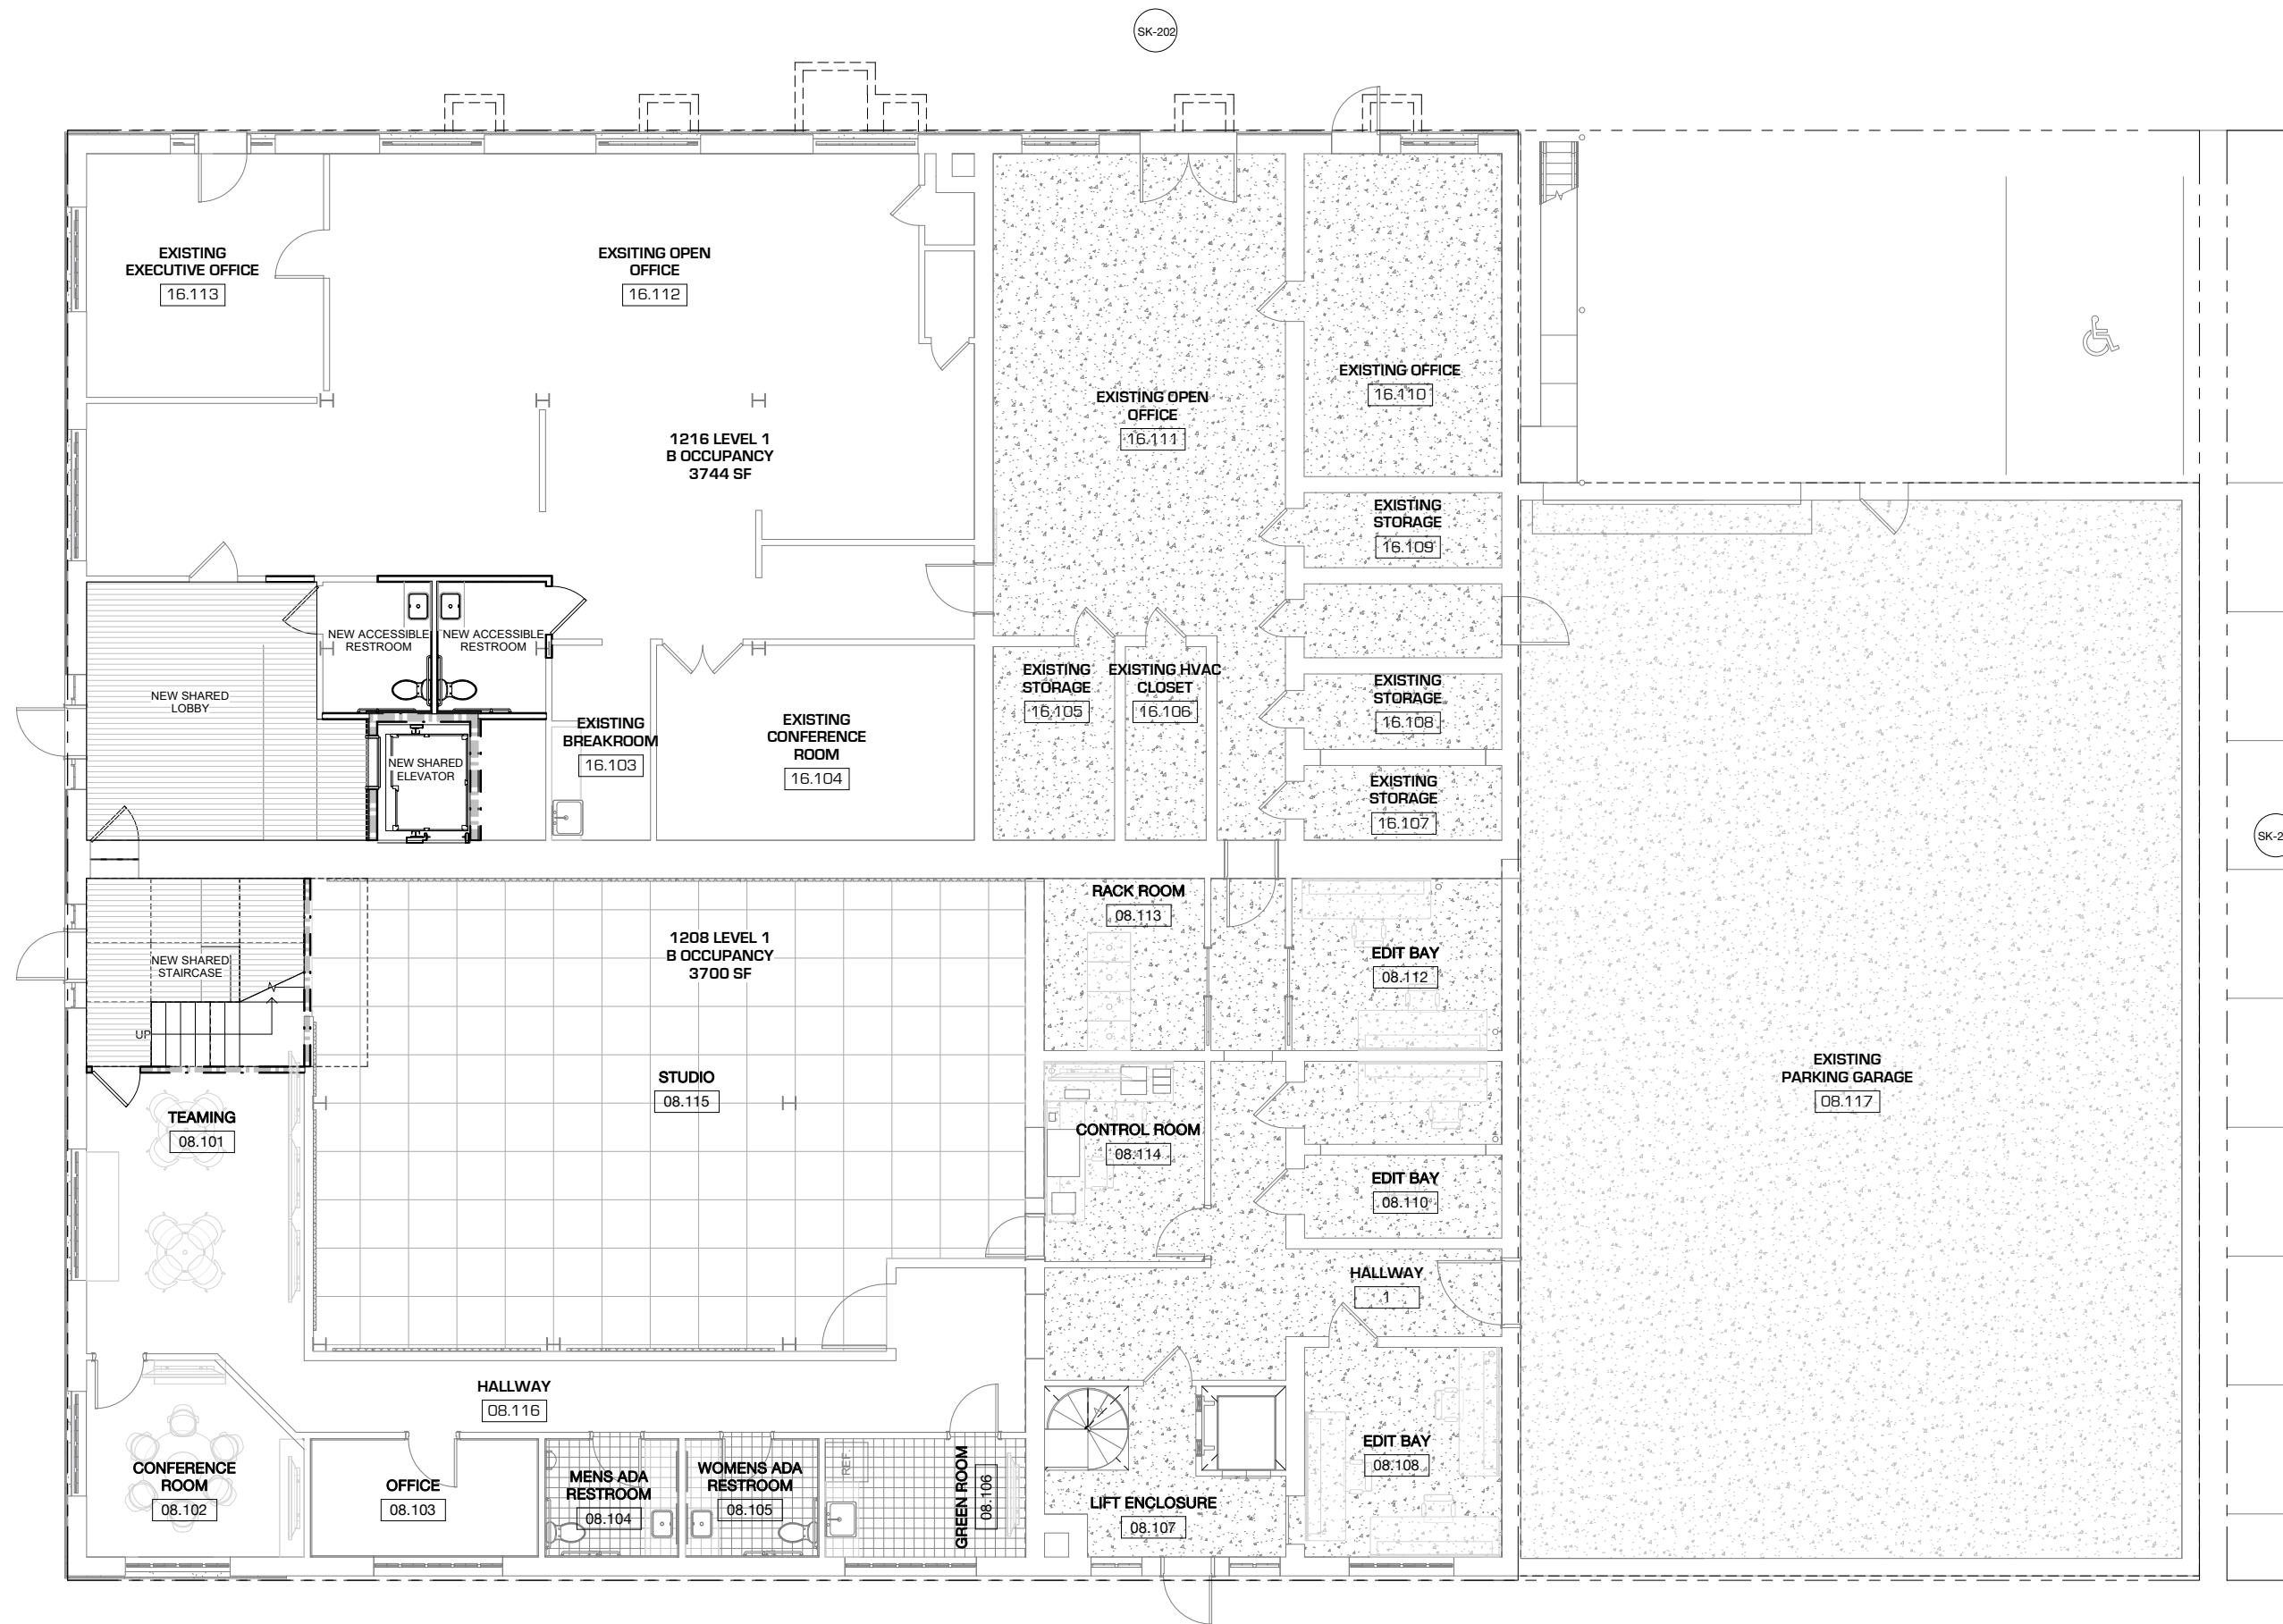 SK-202
EXISTING
EXECUTIVE OFFICE
16.113
EXSITING OPEN
OFFICE
16.112
1216 LEVEL 1
B OCCUPANCY
3744 SF
EXISTING OPEN
OFFICE
16.111
EXISTING OFFICE
16.110
EXISTING
STORAGE
16.109
NEW ACCESSIBLE
RESTROOM
NEW ACCESSIBLE
RESTROOM
NEW SHARED
LOBBY
NEW SHARED
ELEVATOR
EXISTING
BREAKROOM
16.103
EXISTING
CONFERENCE
ROOM
16.104
EXISTING
STORAGE
16.105
EXISTING HVAC
CLOSET
16.106
EXISTING
STORAGE
16.108
EXISTING
STORAGE
16.107
SK-2
NEW SHARED
STAIRCASE
UP
1208 LEVEL 1
B OCCUPANCY
3700 SF
RACK ROOM
08.113
EDIT BAY
08.112
STUDIO
08.115
TEAMING
08.101
CONTROL ROOM
08.114
EDIT BAY
08.110
EXISTING
PARKING GARAGE
08.117
HALLWAY
1
HALLWAY
08.116
CONFERENCE
ROOM
08.102
OFFICE
08.103
MENS ADA
RESTROOM
08.104
WOMENS ADA
RESTROOM
08.105
REF.
GREEN ROOM
08.106
LIFT ENCLOSURE
08.107
EDIT BAY
08.108